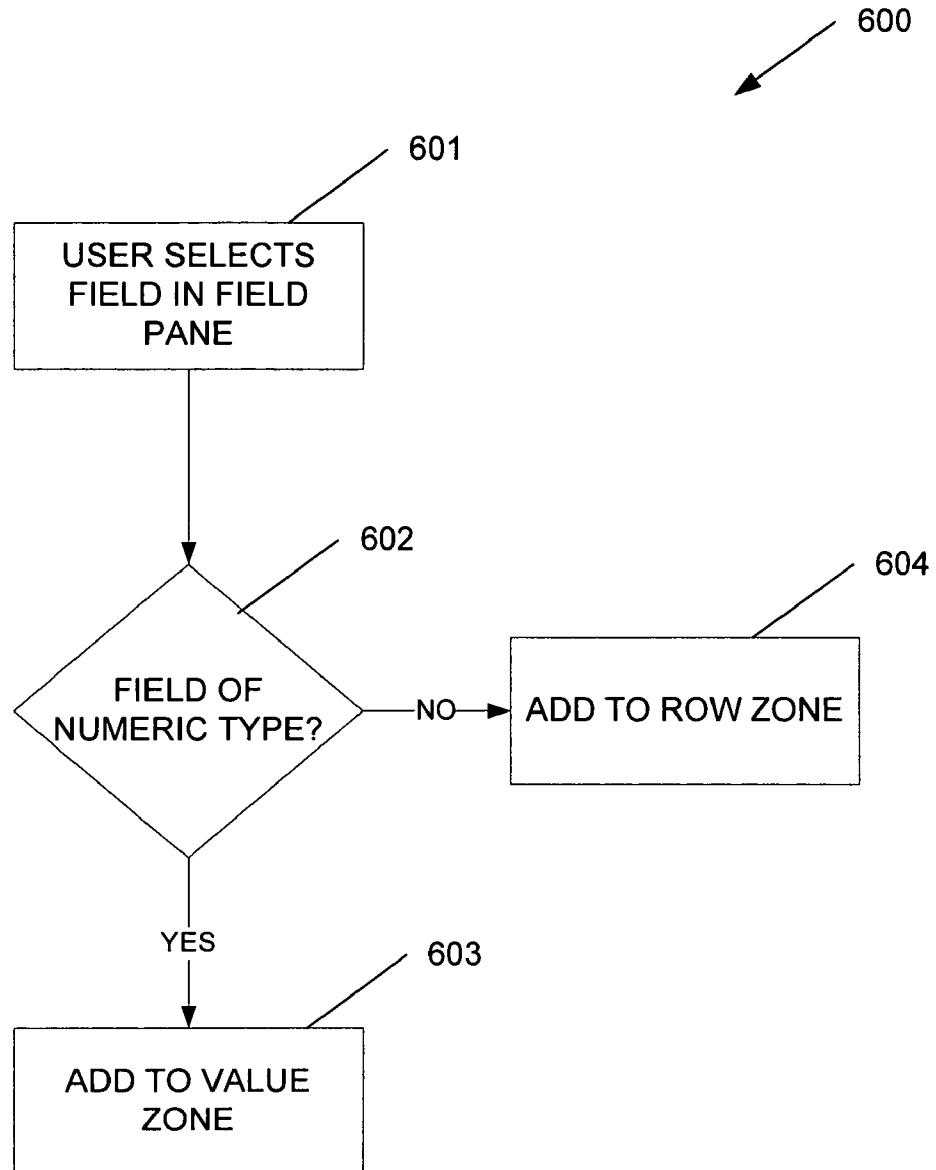 600
601
USER SELECTS
FIELD IN FIELD
PANE
602
604
FIELD OF
NUMERIC TYPE?
NO
ADD TO ROW ZONE
YES
603
ADD TO VALUE
ZONE